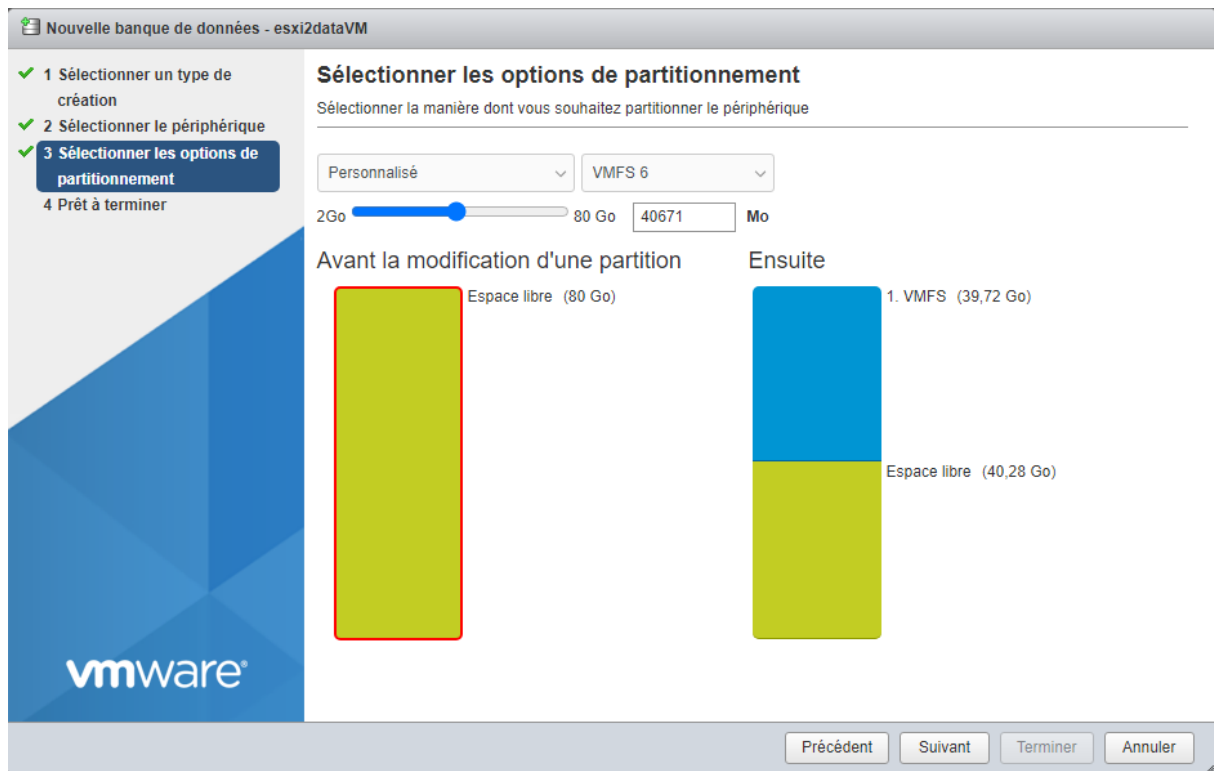 Nouvelle banque de données - esxi2dataVM
1 Sélectionner un type de
création
2 Sélectionner le périphérique
3 Sélectionner les options de
partitionnement
4 Prêt à terminer
Sélectionner les options de partitionnement
Sélectionner la manière dont vous souhaitez partitionner le périphérique
Personnalisé VMFS 6
2Go 80 Go 40671 Mo
Avant la modification d'une partition Ensuite
Espace libre (80 Go) 1. VMFS (39,72 Go)
Espace libre (40,28 Go)
vmware®
Précédent Suivant Terminer Annuler